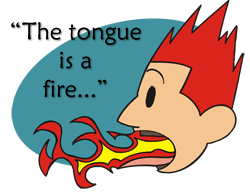 “The tongue
is a
fire...”